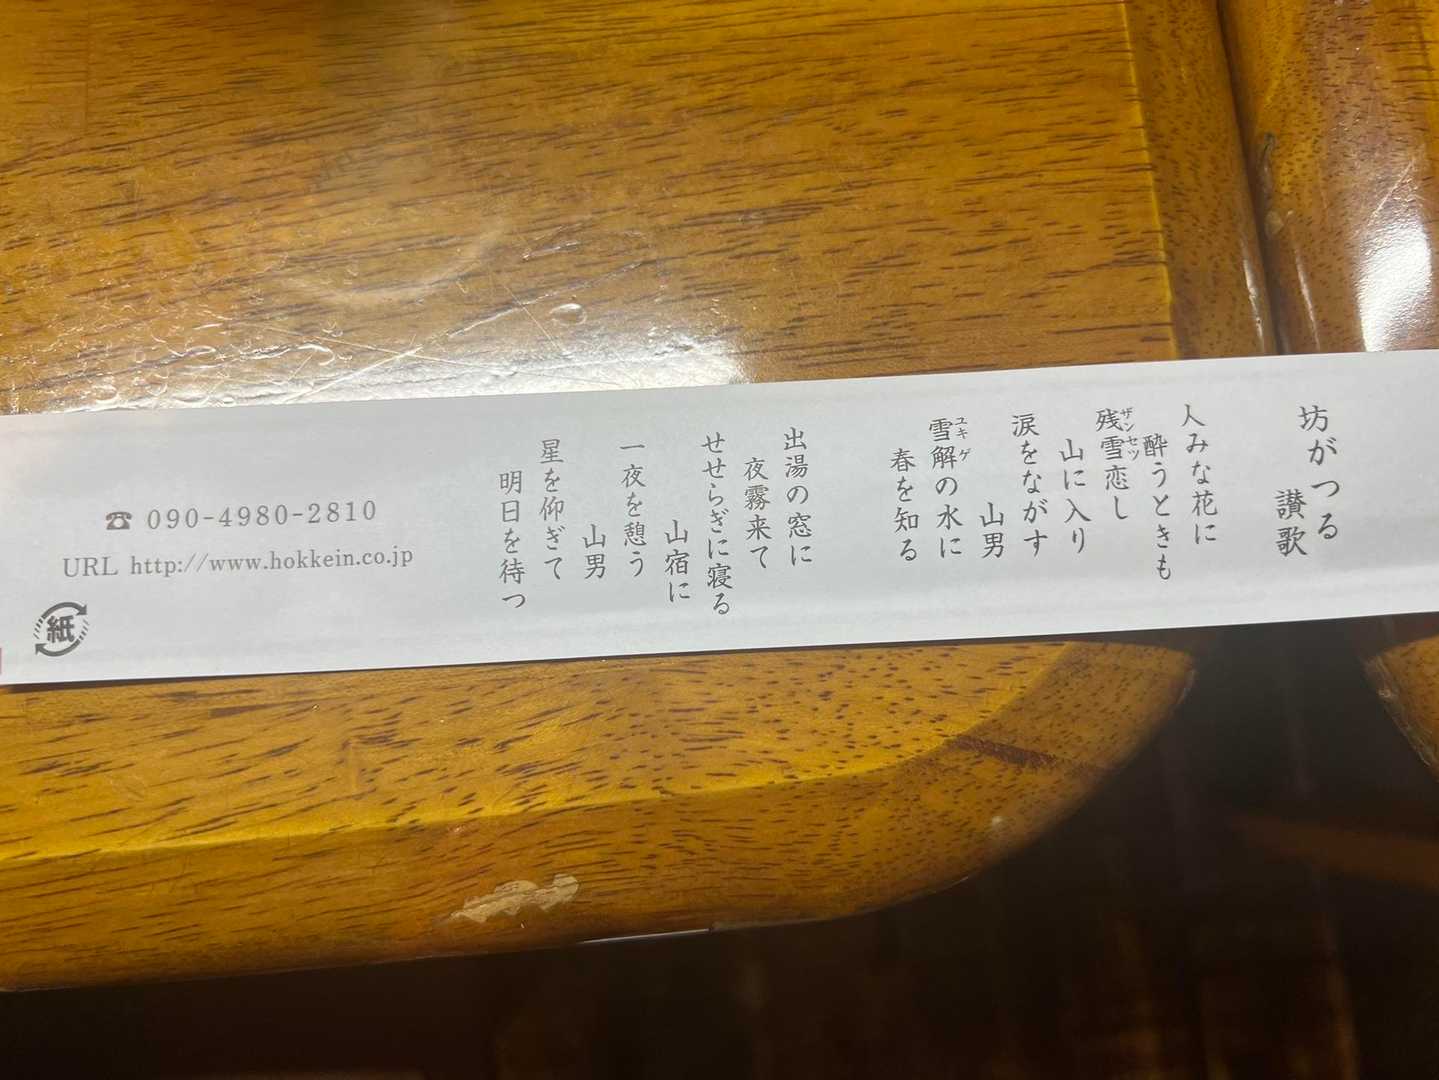 坊がつる
讃歌
人みな花に
酔うときも
残雪恋し
ザンセツ
山に入り
涙をながす
山男
雪解の水に
ユキゲ
春を知る
出湯の窓に
夜霧来て
せせらぎに寝る
山宿に
一夜を憩う
山男
星を仰ぎて
明日を待つ
☎ 090-4980-2810
URL http://www.hokkein.co.jp
紙